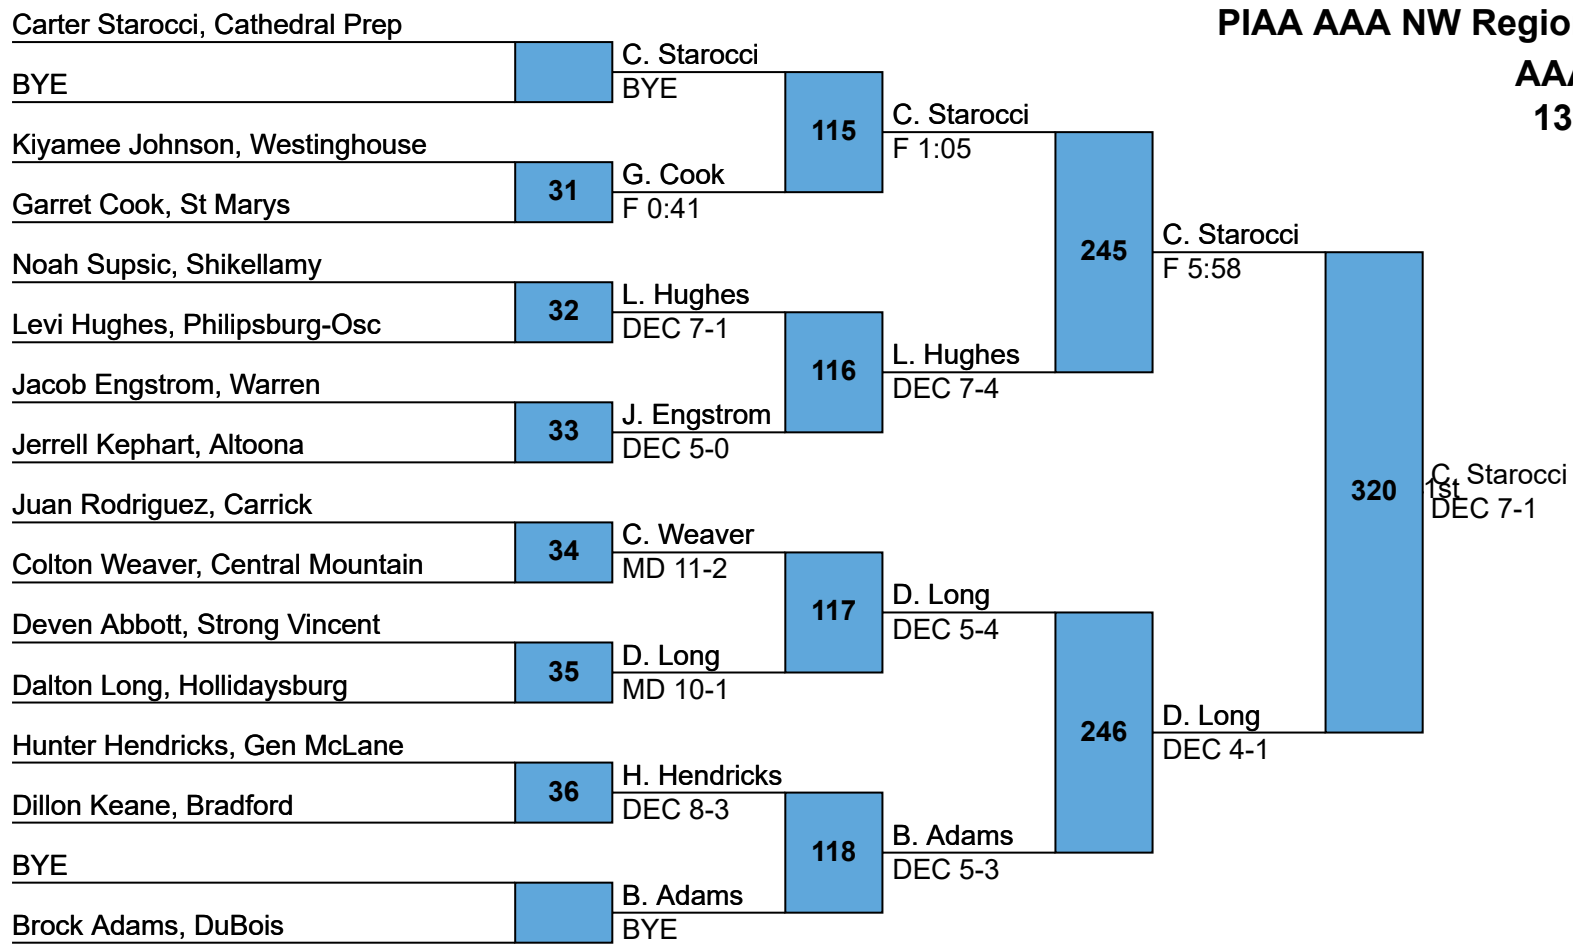 PIAA AAA NW Regio
AAA
13
Carter Starocci, Cathedral Prep
BYE
Kiyamee Johnson, Westinghouse
Garret Cook, St Marys
Noah Supsic, Shikellamy
Levi Hughes, Philipsburg-Osc
Jacob Engstrom, Warren
Jerrell Kephart, Altoona
Juan Rodriguez, Carrick
Colton Weaver, Central Mountain
Deven Abbott, Strong Vincent
Dalton Long, Hollidaysburg
Hunter Hendricks, Gen McLane
Dillon Keane, Bradford
BYE
Brock Adams, DuBois
31
32
33
34
35
36
C. Starocci
BYE
G. Cook
F 0:41
L. Hughes
DEC 7-1
J. Engstrom
DEC 5-0
C. Weaver
MD 11-2
D. Long
MD 10-1
H. Hendricks
DEC 8-3
B. Adams
BYE
115
116
117
118
C. Starocci
F 1:05
L. Hughes
DEC 7-4
D. Long
DEC 5-4
B. Adams
DEC 5-3
245
246
C. Starocci
F 5:58
D. Long
DEC 4-1
320
C. Starocci
1st
DEC 7-1